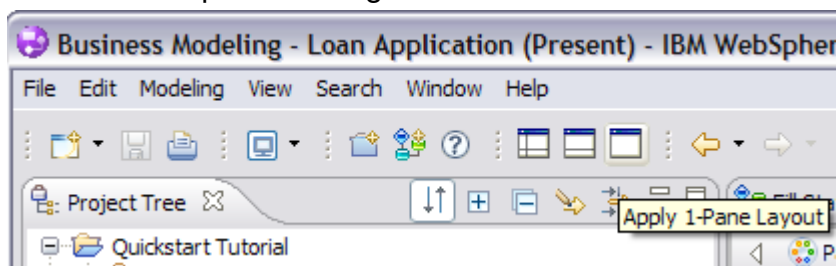 Business Modeling - Loan Application (Present) - IBM WebSpher
File Edit Modeling View Search Window Help
Project Tree
Apply 1-Pane Layout
Quickstart Tutorial